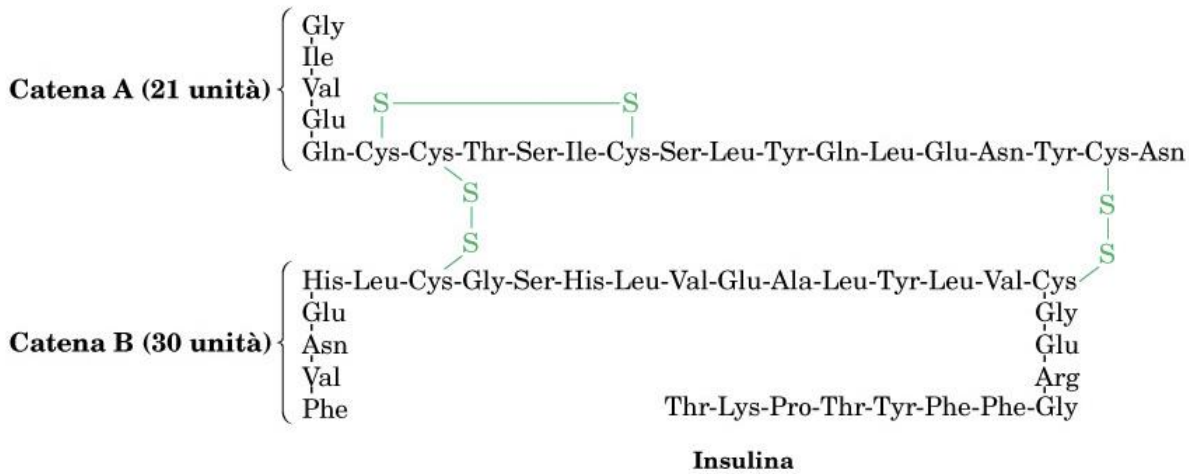 Gly
Ile
Catena A (21 unità) Val
S S
Glu
Gln-Cys-Cys-Thr-Ser-Ile-Cys-Ser-Leu-Tyr-Gln-Leu-Glu-Asn-Tyr-Cys-Asn
S S
S S
His-Leu-Cys-Gly-Ser-His-Leu-Val-Glu-Ala-Leu-Tyr-Leu-Val-Cys
Glu Gly
Catena B (30 unità) Asn Glu
Val Arg
Phe Thr-Lys-Pro-Thr-Tyr-Phe-Phe-Gly
Insulina